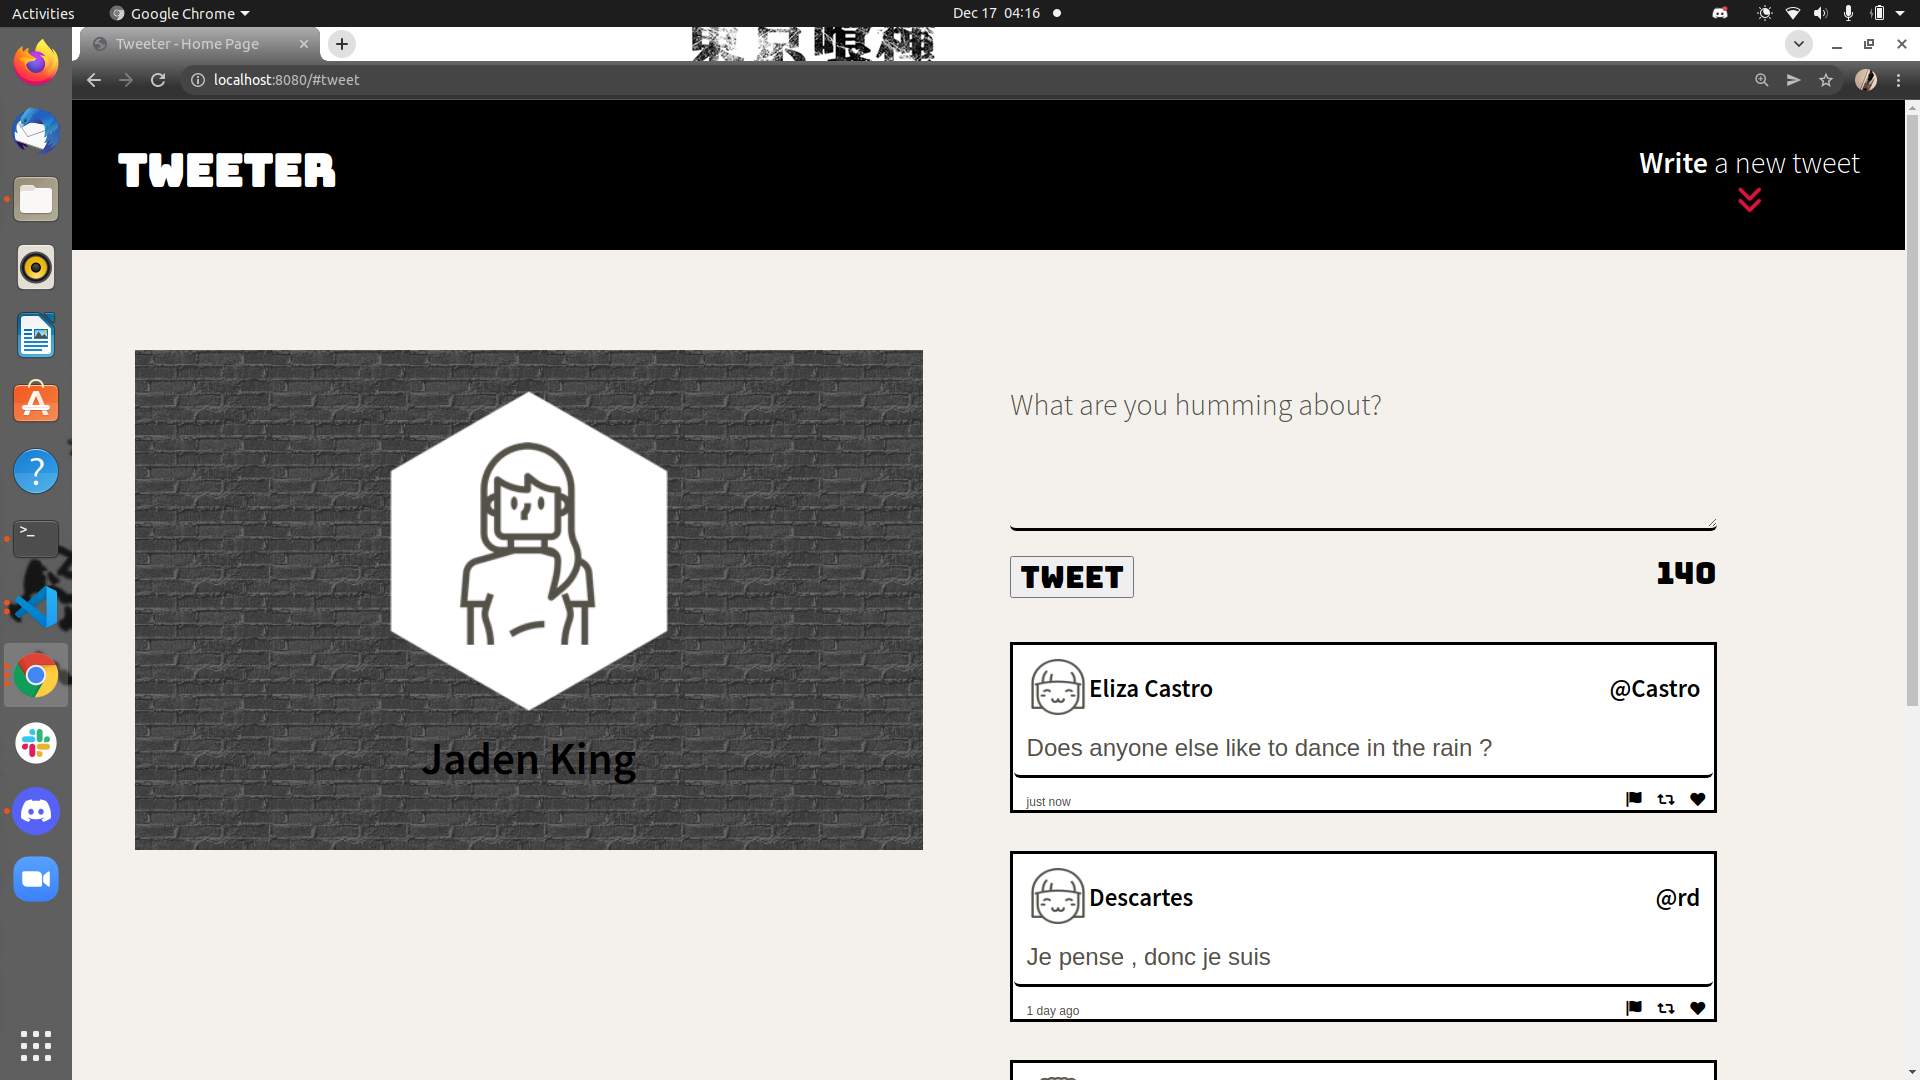 Activities
Google Chrome
Dec 17 04:16
Tweeter - Home Page
localhost:8080/#tweet
TWEETER
Write a new tweet
What are you humming about?
TWEET
140
Jaden King
Eliza Castro
@Castro
Does anyone else like to dance in the rain ?
just now
Descartes
@rd
Je pense , donc je suis
1 day ago